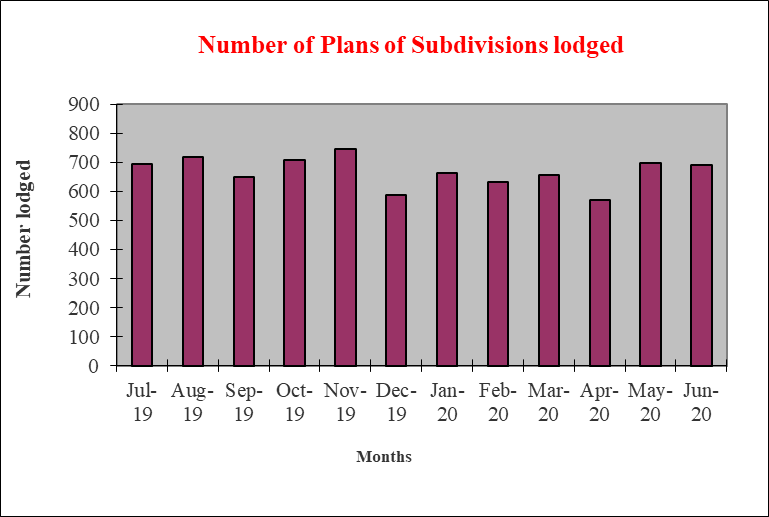 Number of Plans of Subdivisions lodged
900
800
700
600
500
400
300
200
100
0
Number lodged
Jul- Aug- Sep- Oct- Nov- Dec- Jan- Feb- Mar- Apr- May- Jun-
19 19 19 19 19 19 20 20 20 20 20 20
Months